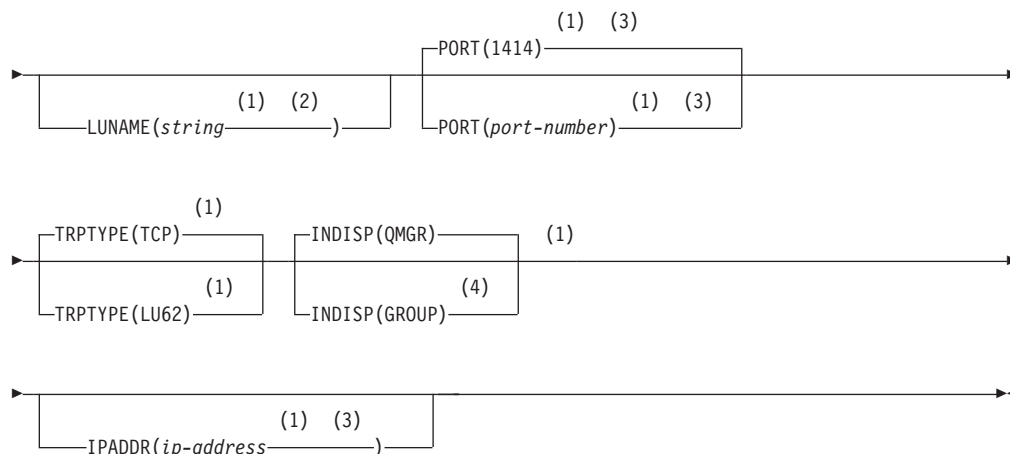 (1) (3)
PORT(1414)
(1) (2) (1) (3)
LUNAME(string ) PORT(port-number)
(1)
TRPTYPE(TCP) INDISP(QMGR) (1)
(1) (4)
TRPTYPE(LU62) INDISP(GROUP)
(1) (3)
IPADDR(ip-address )